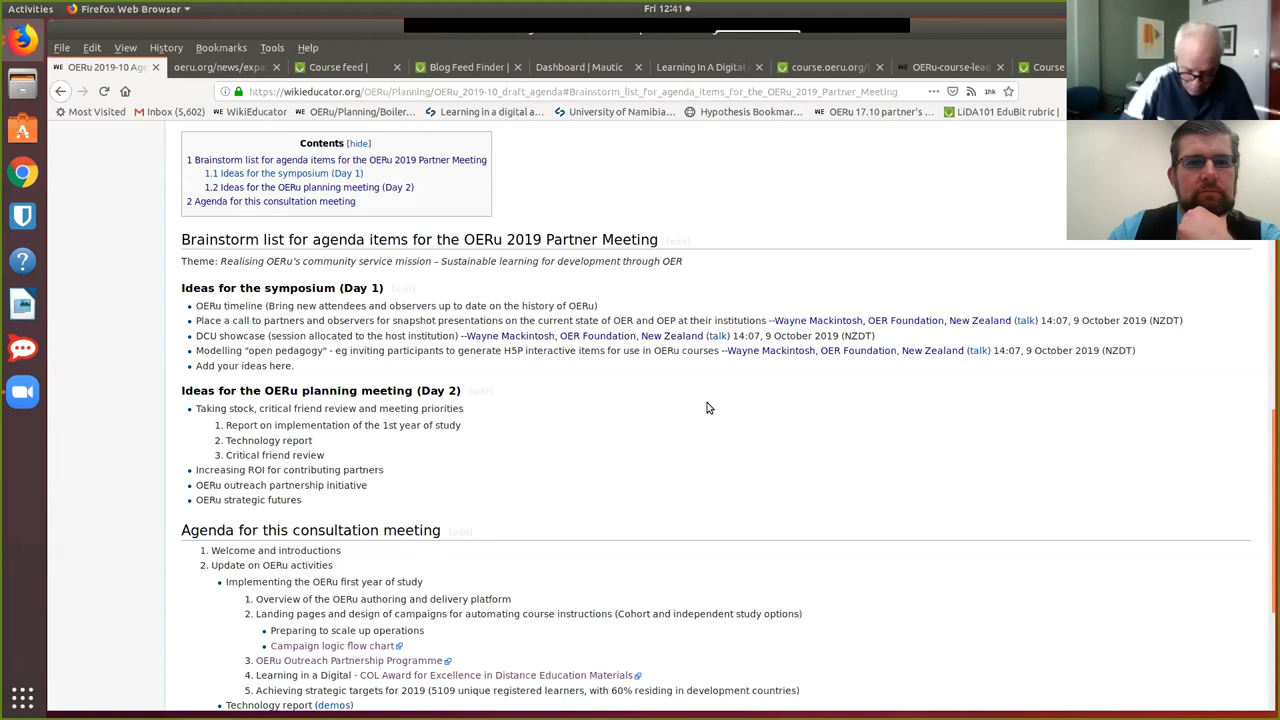 Activities Firefox Web Browser Fri 12:41
File Edit View History Bookmarks Tools Help
WE OERu 2019-10 Age oeru.org/news/expa Course feed | Blog Feed Finder | Dashboard | Mautic Learning In A Digital course.oeru.org/ WE OERu-course-lead Course
https://wikieducator.org/OERu/Planning/OERu_2019-10_draft_agenda#Brainstorm_list_for_agenda_items_for_the_OERu_2019_Partner_Meeting 1hk
Most Visited Inbox (5,602) WE WikiEducator WE OERu/Planning/Boiler... Learning in a digital a... University of Namibia... Hypothesis Bookmar... WE OERu 17.10 partner's ... LiDA101 EduBit rubric |
Contents [hide]
1 Brainstorm list for agenda items for the OERu 2019 Partner Meeting
1.1 Ideas for the symposium (Day 1)
1.2 Ideas for the OERu planning meeting (Day 2)
2 Agenda for this consultation meeting
Brainstorm list for agenda items for the OERu 2019 Partner Meeting [edit]
Theme: Realising OERu's community service mission – Sustainable learning for development through OER
Ideas for the symposium (Day 1) [edit]
OERu timeline (Bring new attendees and observers up to date on the history of OERu)
Place a call to partners and observers for snapshot presentations on the current state of OER and OEP at their institutions --Wayne Mackintosh, OER Foundation, New Zealand (talk) 14:07, 9 October 2019 (NZDT)
DCU showcase (session allocated to the host institution) --Wayne Mackintosh, OER Foundation, New Zealand (talk) 14:07, 9 October 2019 (NZDT)
Modelling "open pedagogy" - eg inviting participants to generate H5P interactive items for use in OERu courses --Wayne Mackintosh, OER Foundation, New Zealand (talk) 14:07, 9 October 2019 (NZDT)
Add your ideas here.
Ideas for the OERu planning meeting (Day 2) [edit]
Taking stock, critical friend review and meeting priorities
1. Report on implementation of the 1st year of study
2. Technology report
3. Critical friend review
Increasing ROI for contributing partners
OERu outreach partnership initiative
OERu strategic futures
Agenda for this consultation meeting [edit]
1. Welcome and introductions
2. Update on OERu activities
Implementing the OERu first year of study
1. Overview of the OERu authoring and delivery platform
2. Landing pages and design of campaigns for automating course instructions (Cohort and independent study options)
Preparing to scale up operations
Campaign logic flow chart
3. OERu Outreach Partnership Programme
4. Learning in a Digital - COL Award for Excellence in Distance Education Materials
5. Achieving strategic targets for 2019 (5109 unique registered learners, with 60% residing in development countries)
Technology report (demos)